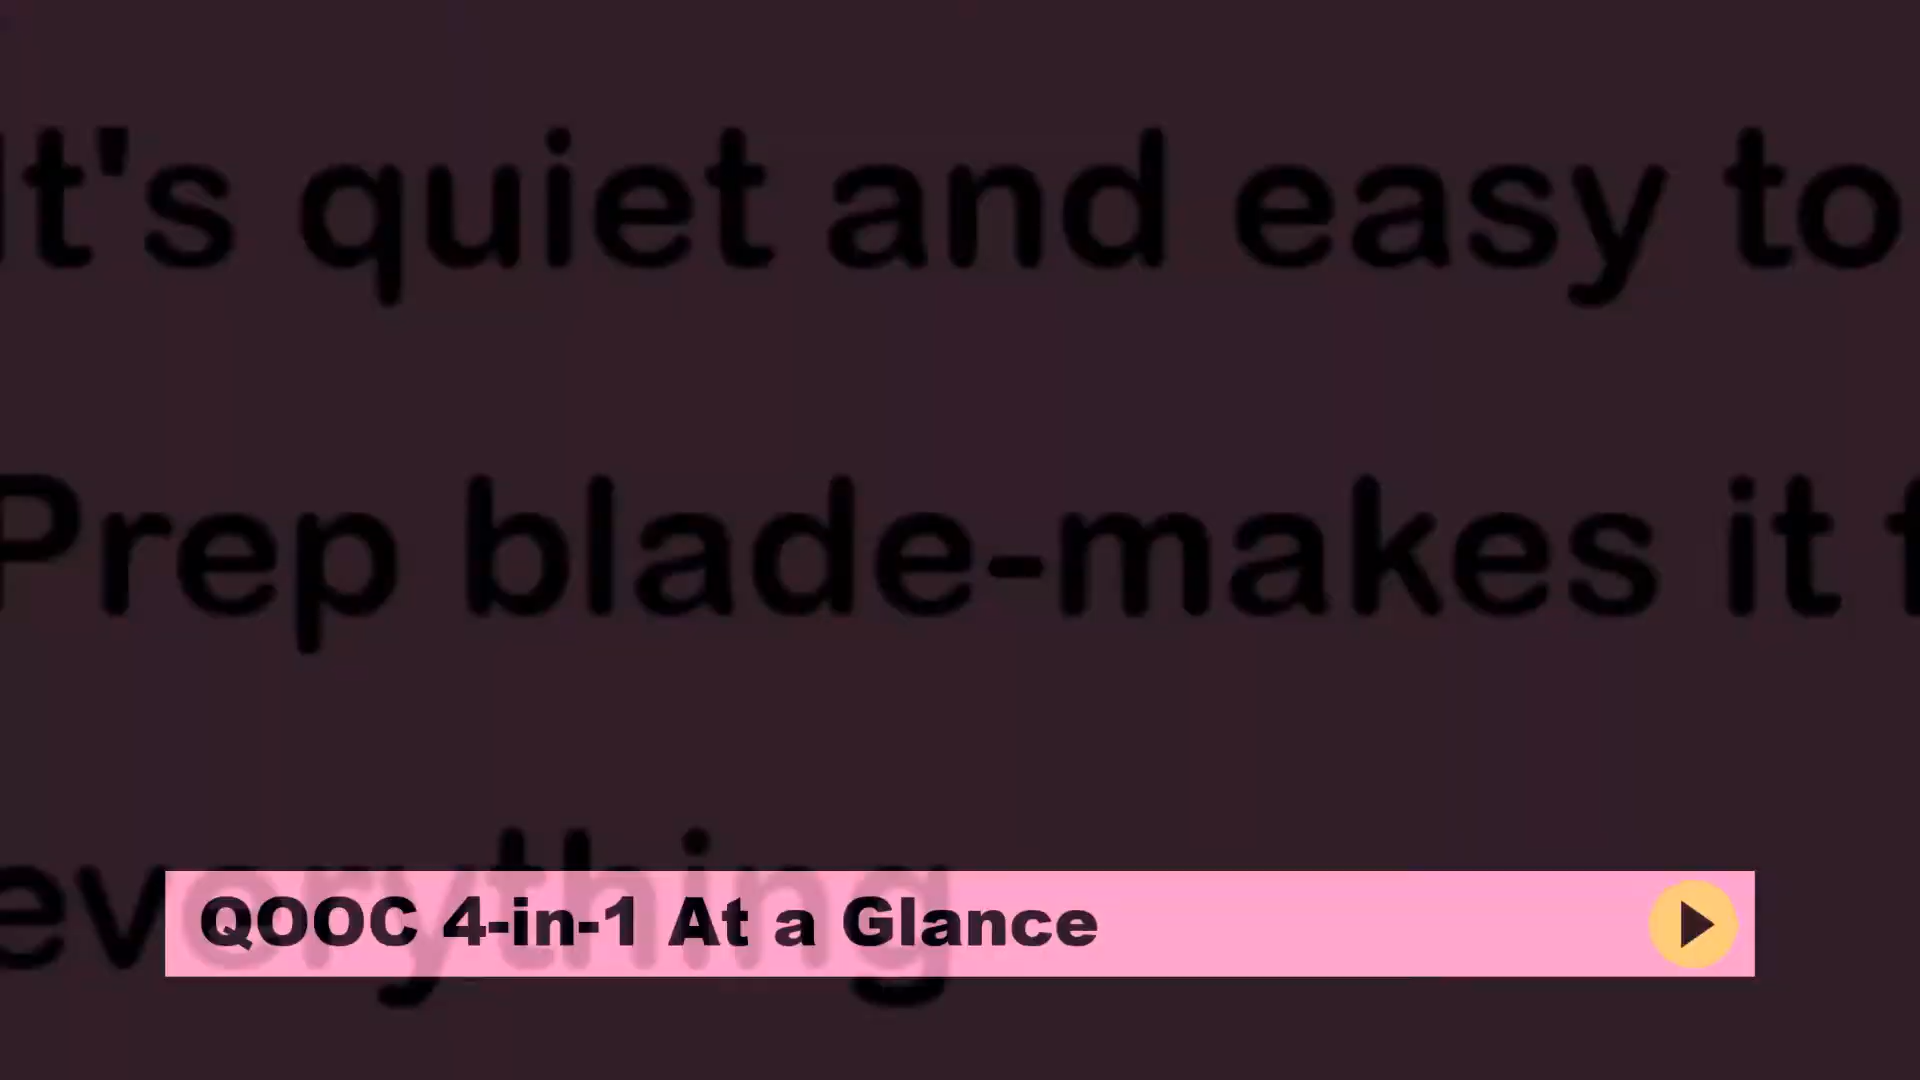 It's quiet and easy to
Prep blade-makes it
everything
QOOC 4-in-1 At a Glance